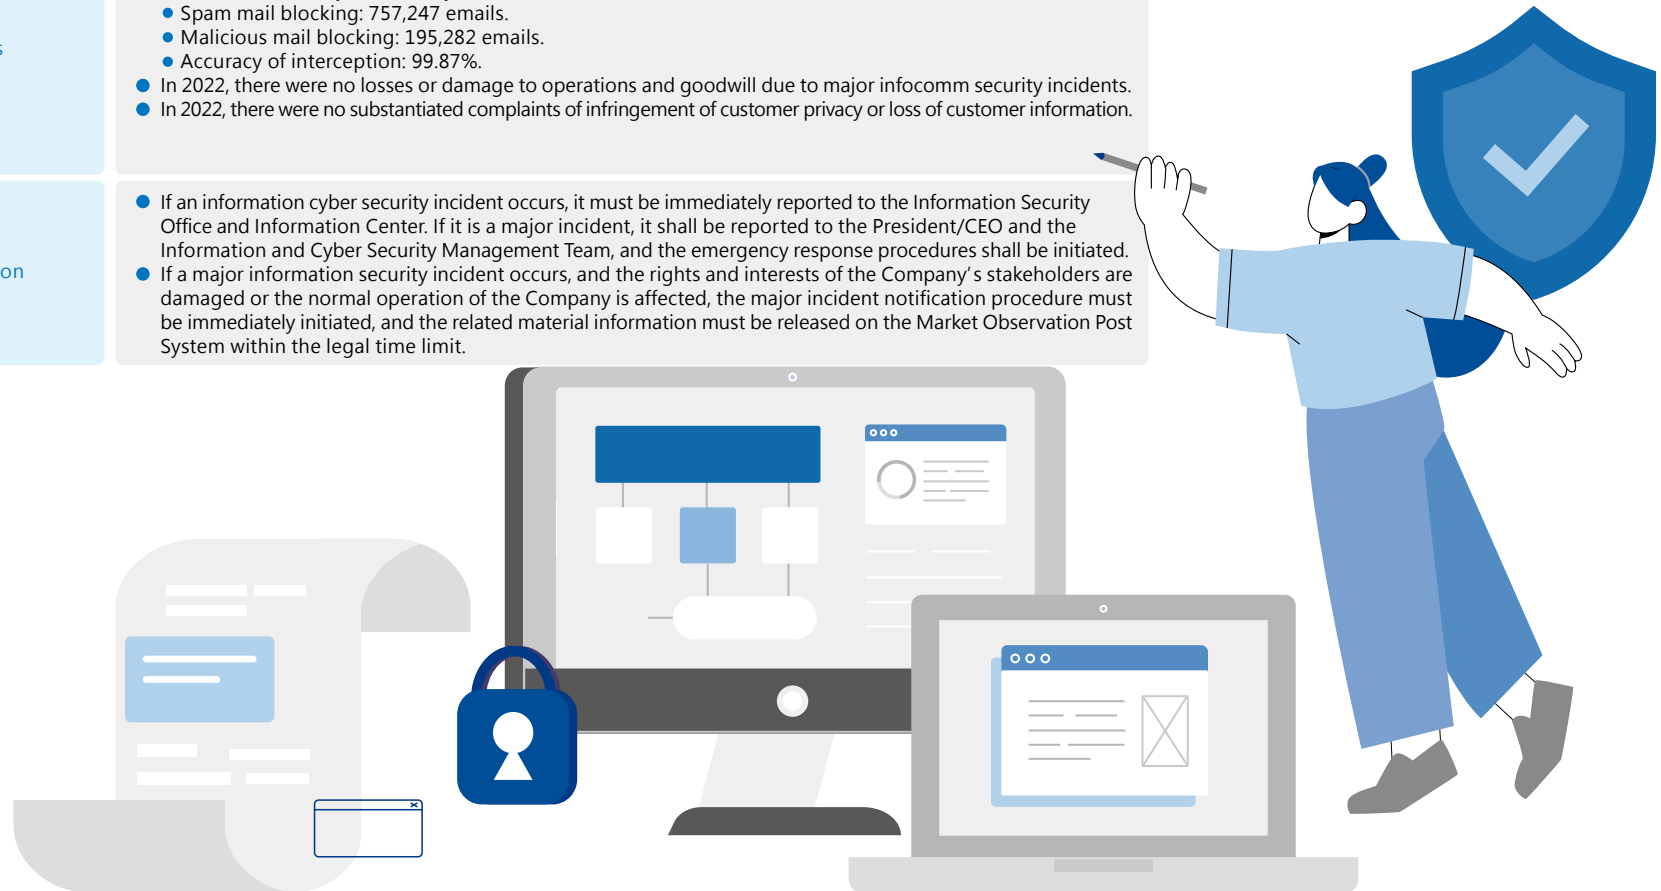 ● Spam mail blocking: 757,247 emails.
● Malicious mail blocking: 195,282 emails.
● Accuracy of interception: 99.87%.
● In 2022, there were no losses or damage to operations and goodwill due to major infocomm security incidents.
● In 2022, there were no substantiated complaints of infringement of customer privacy or loss of customer information.
● If an information cyber security incident occurs, it must be immediately reported to the Information Security
Office and Information Center. If it is a major incident, it shall be reported to the President/CEO and the
Information and Cyber Security Management Team, and the emergency response procedures shall be initiated.
on
● If a major information security incident occurs, and the rights and interests of the Company's stakeholders are
damaged or the normal operation of the Company is affected, the major incident notification procedure must
be immediately initiated, and the related material information must be released on the Market Observation Post
System within the legal time limit.